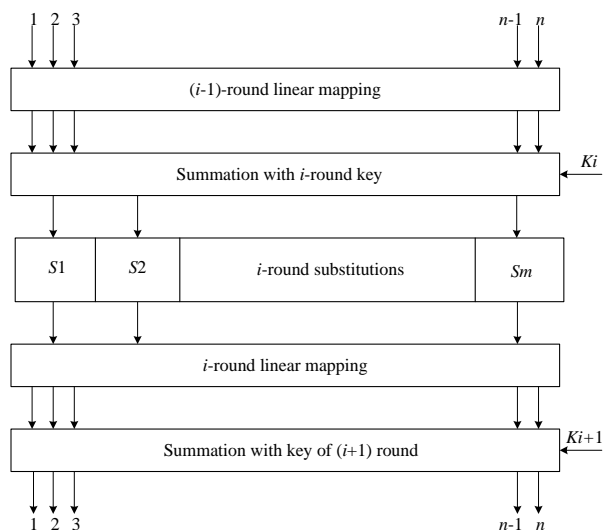 1 2 3 n-1 n
(i-1)-round linear mapping
Summation with i-round key
Ki
S1 S2 i-round substitutions Sm
i-round linear mapping
Summation with key of (i+1) round
Ki+1
1 2 3 n-1 n